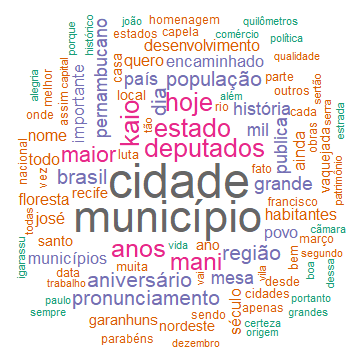 joão homenagem quilômetros
porque histórico estados capela comércio política
desenvolvimento
alegria melhor assim capital pernambucano casa quero encaminhado qualidade
importante país população parte
onde local dia além rio outros sertão
nome tão kaio hoje história cada estrada
luta estado mil publica ainda obras vaquejada serra patrimônio
nacional todo maior deputados
vez brasil cidade fato grande
floresta recife município francisco
todas josé habitantes
santo anos vida ano região povo câmara
igarassu municípios mani março
data muita vai mesa vila desde bem segundo
trabalho aniversário cidades boa dessa
paulo pronunciamento século apenas portanto
sempre garanhuns sendo certeza grandes
nordeste origem
parabéns dezembro